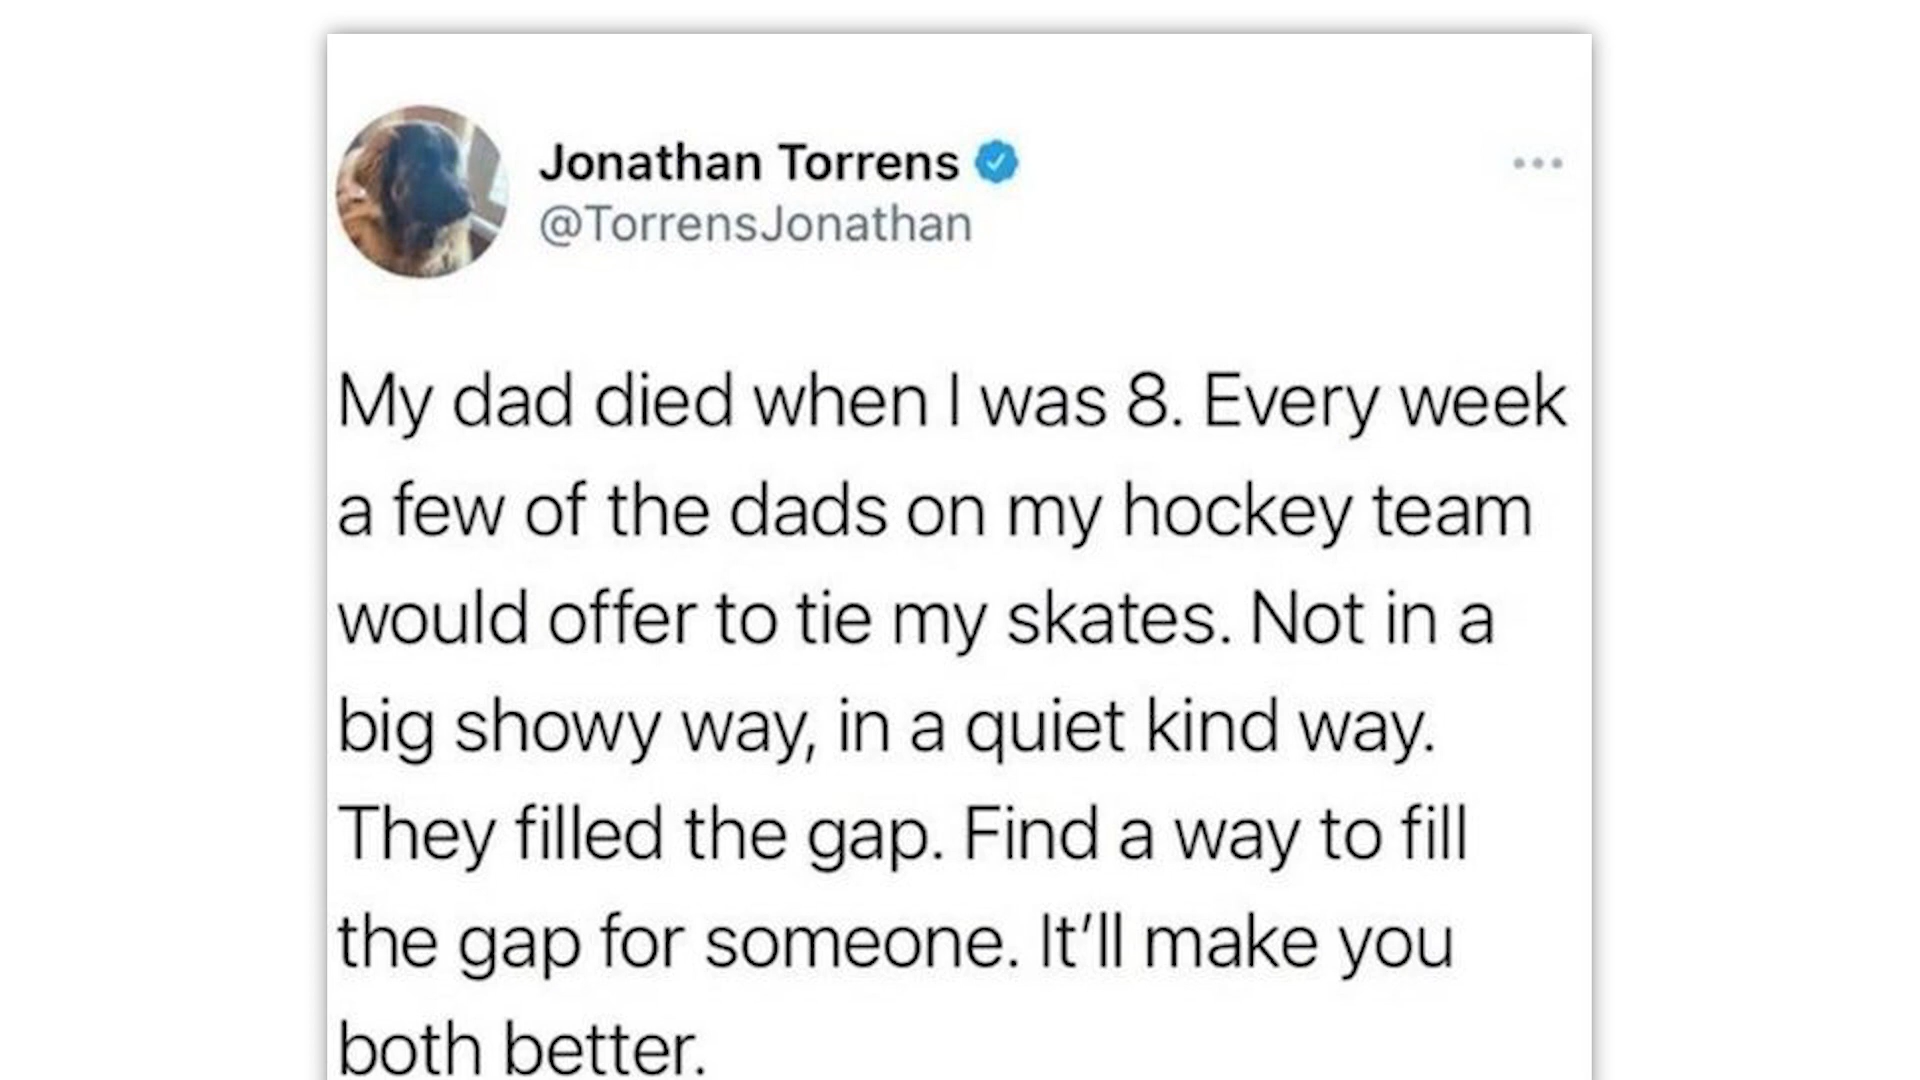 Jonathan Torrens
@TorrensJonathan
My dad died when I was 8. Every week
a few of the dads on my hockey team
would offer to tie my skates. Not in a
big showy way, in a quiet kind way.
They filled the gap. Find a way to fill
the gap for someone. It’ll make you
both better.